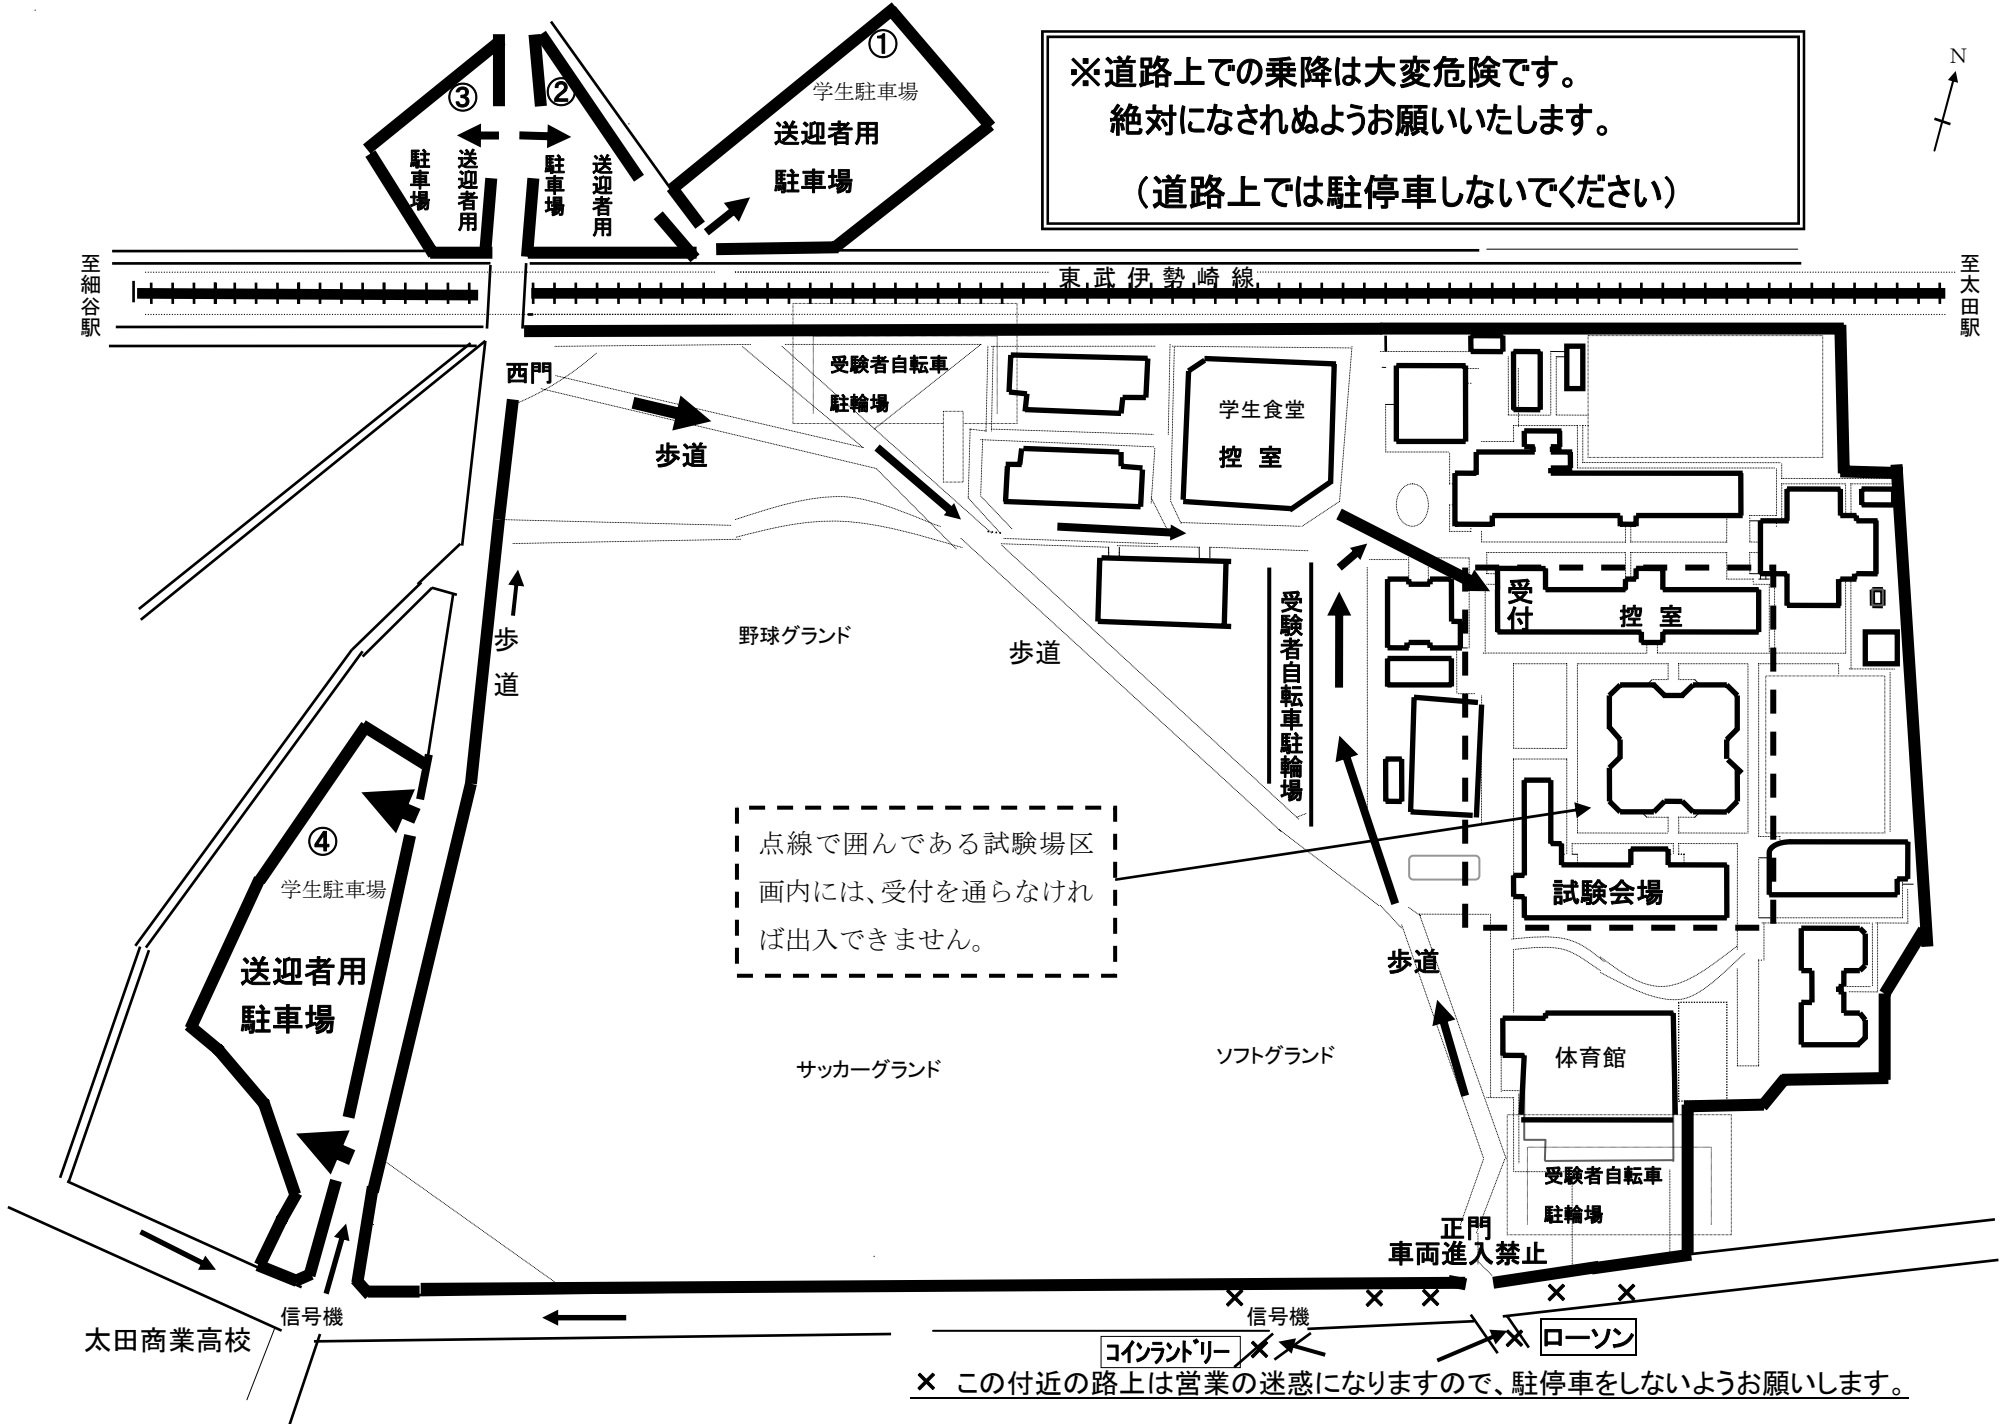 ①
学生駐車場
送迎者用
駐車場
②
送迎者用
駐車場
③
送迎者用
駐車場
※道路上での乗降は大変危険です。
絶対になされぬようお願いいたします。
（道路上では駐停車しないでください）
N
至細谷駅
東武伊勢崎線
至太田駅
西門
受験者自転車
駐輪場
歩道
学生食堂
控 室
受付
控 室
歩道
野球グランド
歩道
受験者自転車駐輪場
点線で囲んである試験場区
画内には、受付を通らなけれ
ば出入できません。
④
学生駐車場
送迎者用
駐車場
試験会場
歩道
サッカーグランド
ソフトグランド
体育館
受験者自転車
駐輪場
正門
車両進入禁止
信号機
太田商業高校
信号機
コインランドリー
ローソン
× この付近の路上は営業の迷惑になりますので、駐停車をしないようお願いします。